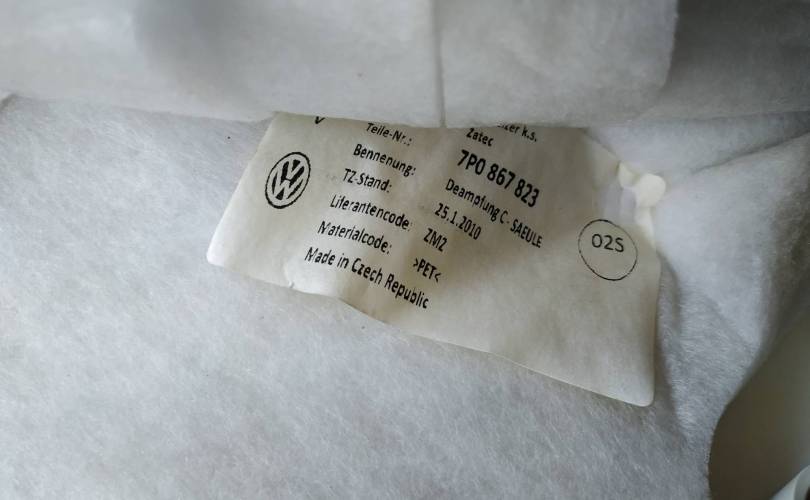 Zatec
Teile-Nr.: 7P0 867 823
Bennenung: Deampfung C- SAEULE
TZ-Stand: 25.1.2010
Liferantencode: ZM2
Materialcode: >PET<
Made in Czech Republic
02S